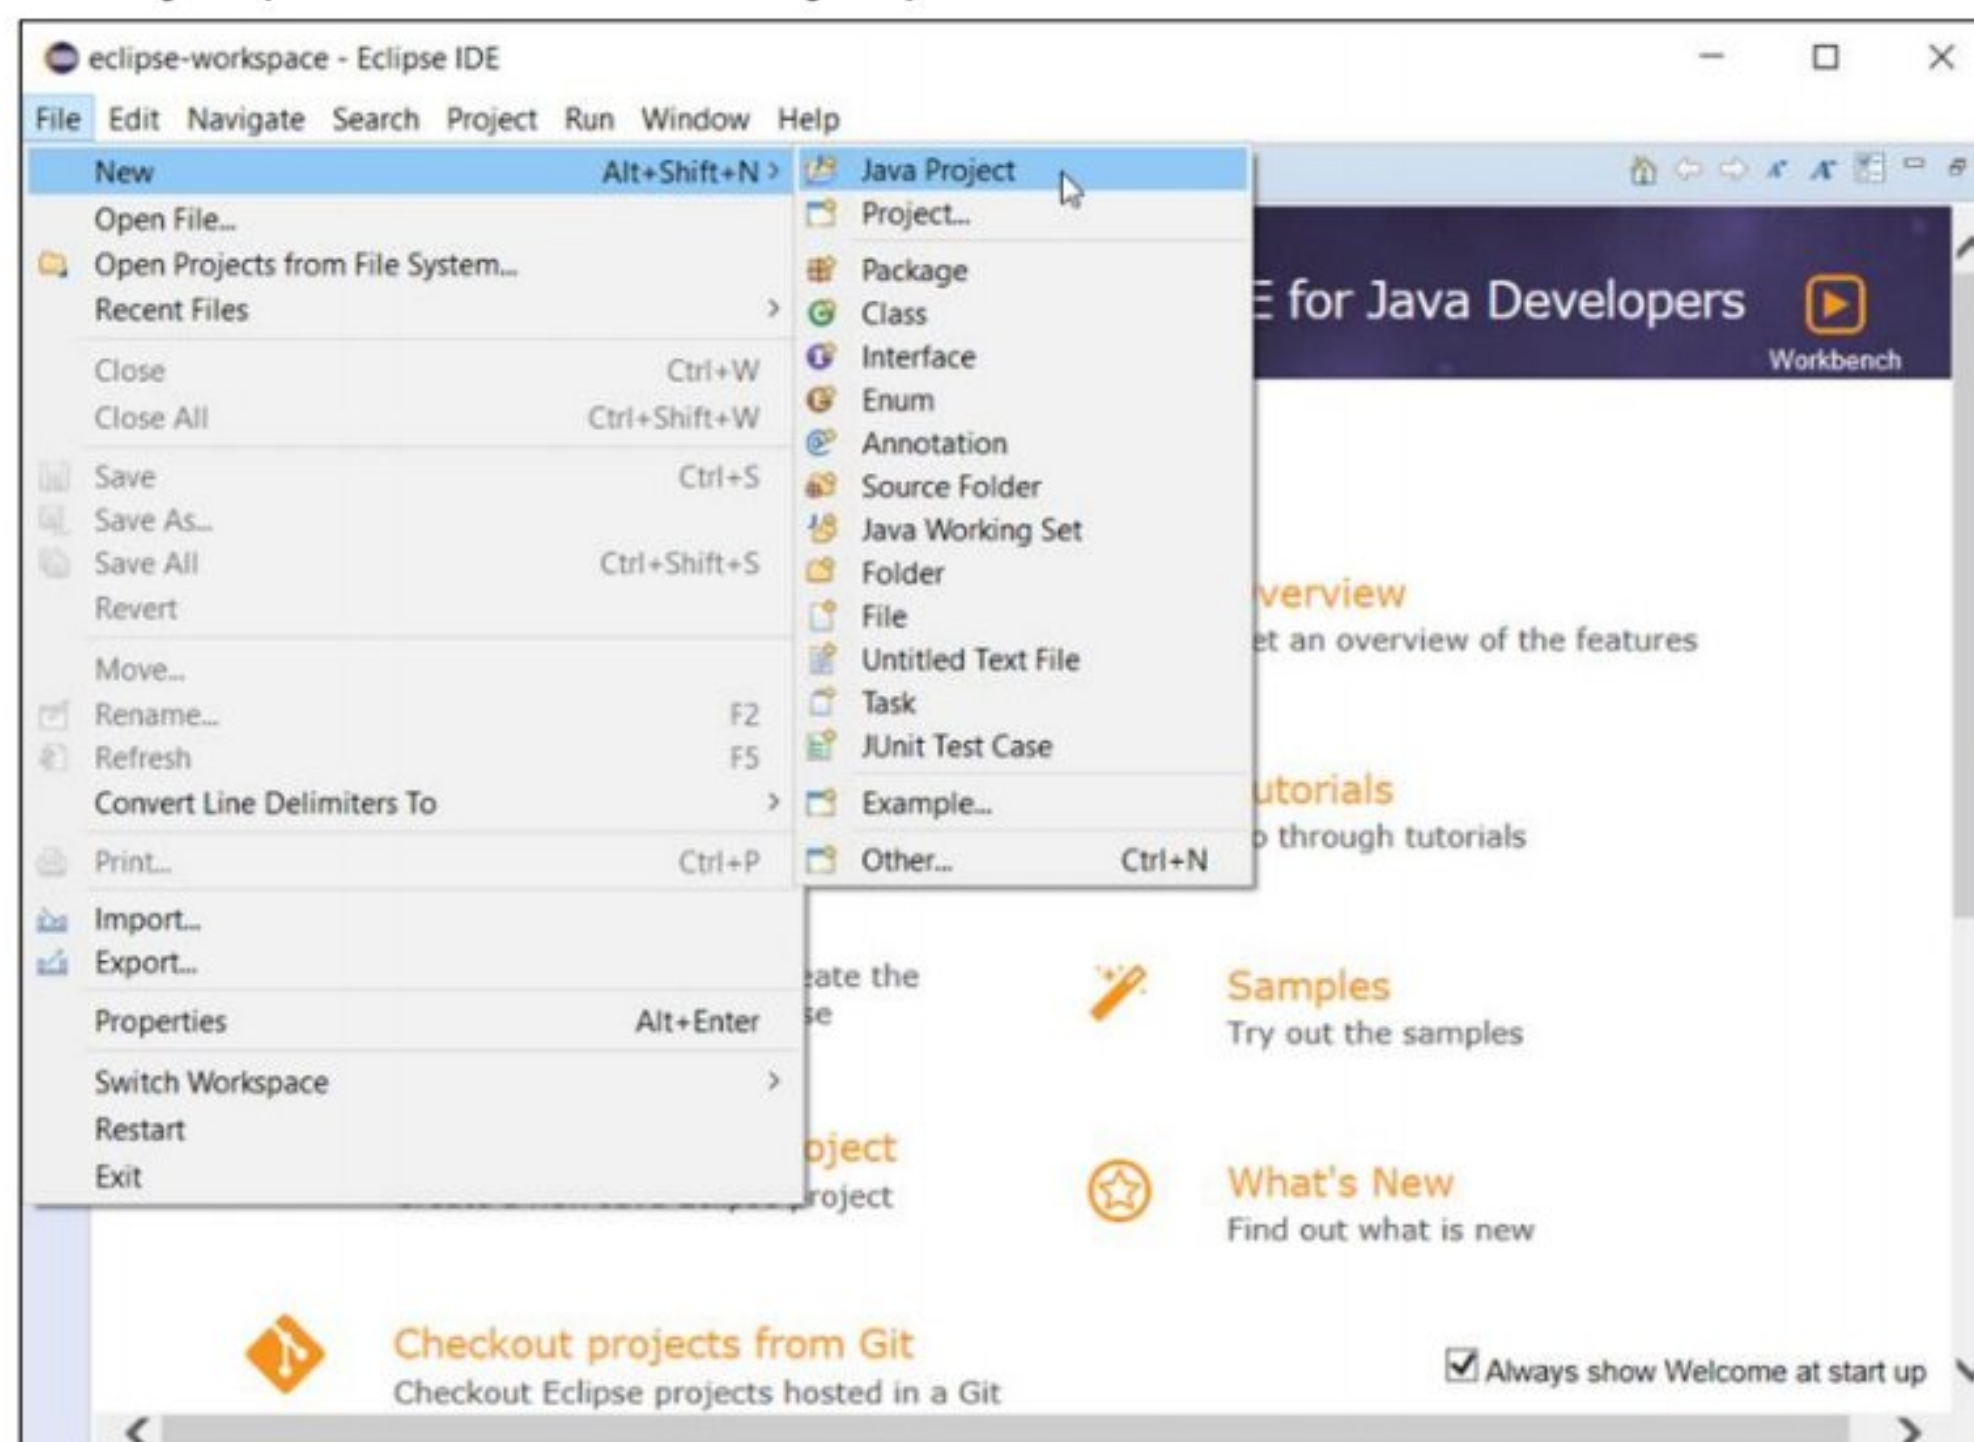 eclipse-workspace - Eclipse IDE
File Edit Navigate Search Project Run Window Help
New Alt+Shift+N >
Open File...
Open Projects from File System...
Recent Files >
Close Ctrl+W
Close All Ctrl+Shift+W
Save Ctrl+S
Save As...
Save All Ctrl+Shift+S
Revert
Move...
Rename... F2
Refresh F5
Convert Line Delimiters To >
Print... Ctrl+P
Import...
Export...
Properties Alt+Enter
Switch Workspace >
Restart
Exit
Java Project
Project...
Package
Class
Interface
Enum
Annotation
Source Folder
Java Working Set
Folder
File
Untitled Text File
Task
JUnit Test Case
Example...
Other... Ctrl+N
E for Java Developers
Workbench
verview
et an overview of the features
utorials
o through tutorials
eate the
se
Samples
Try out the samples
oject
roject
What's New
Find out what is new
Checkout projects from Git
Checkout Eclipse projects hosted in a Git
Always show Welcome at start up